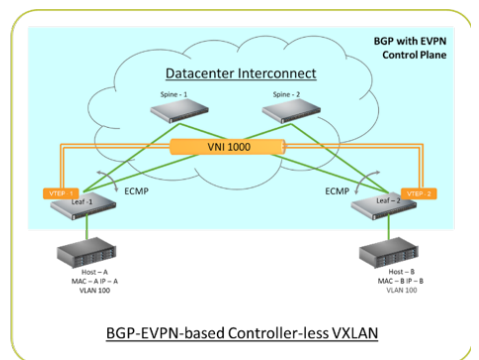 BGP with EVPN
Control Plane
Datacenter Interconnect
Spine - 1
Spine - 2
VNI 1000
VTEP - 1
ECMP
ECMP
VTEP - 2
Leaf -1
Leaf – 2
Host – A
MAC – A IP – A
VLAN 100
Host – B
MAC – B IP – B
VLAN 100
BGP-EVPN-based Controller-less VXLAN